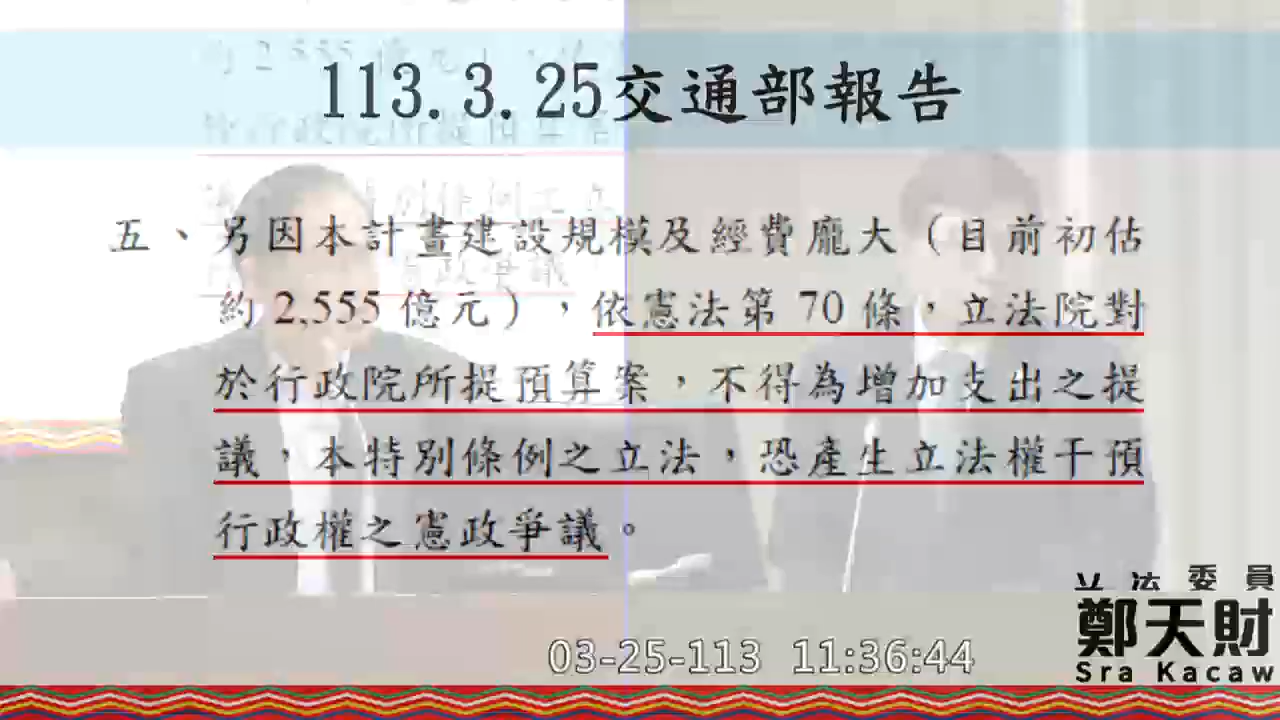 113.3.25交通部報告
五、另因本計畫建設規模及經費龐大（目前初估
約 2,555 億元），依憲法第 70 條，立法院對
於行政院所提預算案，不得為增加支出之提
議，本特別條例之立法，恐產生立法權干預
行政權之憲政爭議。
立法委員
鄭天財
Sra Kacaw
03-25-113 11:36:44